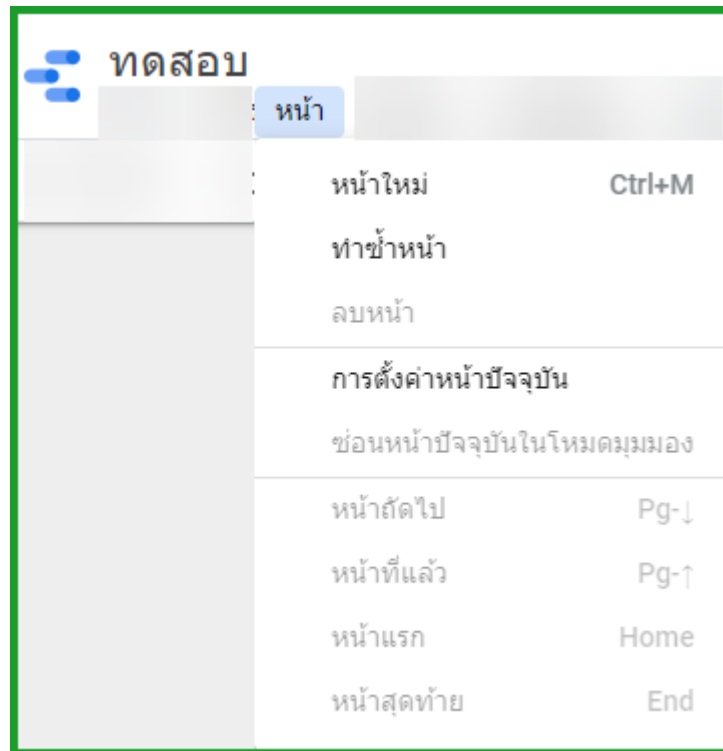 ทดสอบ
หน้า
หน้าใหม่ Ctrl+M
ทำซ้ำหน้า
ลบหน้า
การตั้งค่าหน้าปัจจุบัน
ซ่อนหน้าปัจจุบันในโหมดมุมมอง
หน้าถัดไป Pg-↓
หน้าที่แล้ว Pg-↑
หน้าแรก Home
หน้าสุดท้าย End